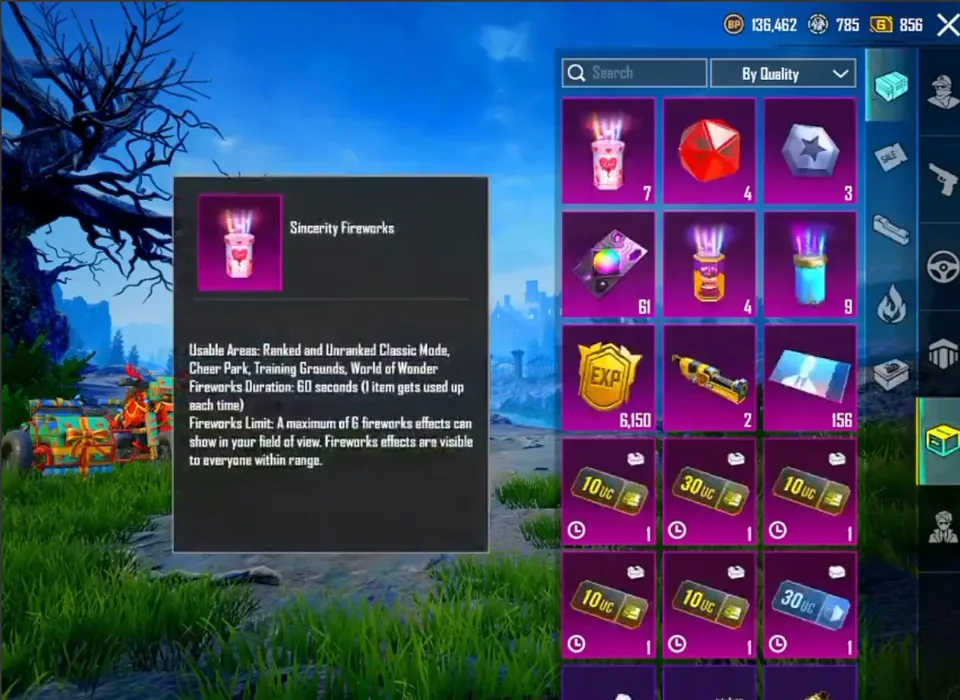 BP 136,462 785 G 856
Search
By Quality
7
4
3
Sincerity Fireworks
61
4
9
Usable Areas: Ranked and Unranked Classic Mode,
Cheer Park, Training Grounds, World of Wonder
Fireworks Duration: 60 seconds (1 item gets used up
each time)
Fireworks Limit: A maximum of 6 fireworks effects can
show in your field of view. Fireworks effects are visible
to everyone within range.
SALE
EXP
6,150
2
156
10UC
1
30UC
1
10UC
1
10UC
1
10UC
1
30UC
1